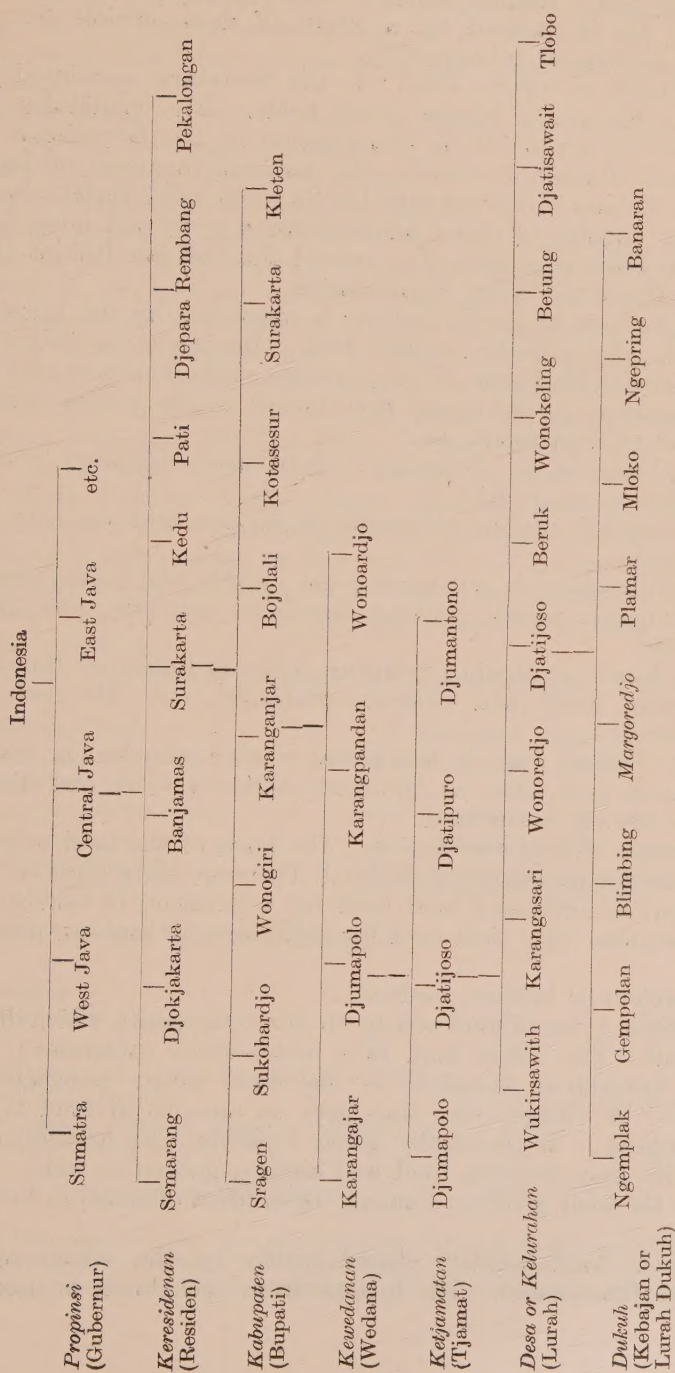 Indonesia
Propinsi
(Gubernur)
Sumatra West Java Central Java East Java etc.
Keresidenan
(Residen)
Semarang Djokjakarta Banjamas Surakarta Kedu Pati Djepara Rembang Pekalongan
Kabupaten
(Bupati)
Sragen Sukohardjo Wonogiri Karanganjar Bojolali Kotasesur Surakarta Kleten
Kewedanan
(Wedana)
Karangajar Djumapolo Karangpandan Wonoardjo
Ketjamatan
(Tjamat)
Djumapolo Djatijoso Djatipuro Djumantono
Desa or Kelurahan
(Lurah)
Wukirsawith Karangasari Wonoredjo Djatijoso Beruk Wonokeling Betung Djatisawait Tlobo
Dukuh
(Kebajan or
Lurah Dukuh)
Ngemplak Gempolan Blimbing Margoredjo Plamar Mloko Ngepring Banaran